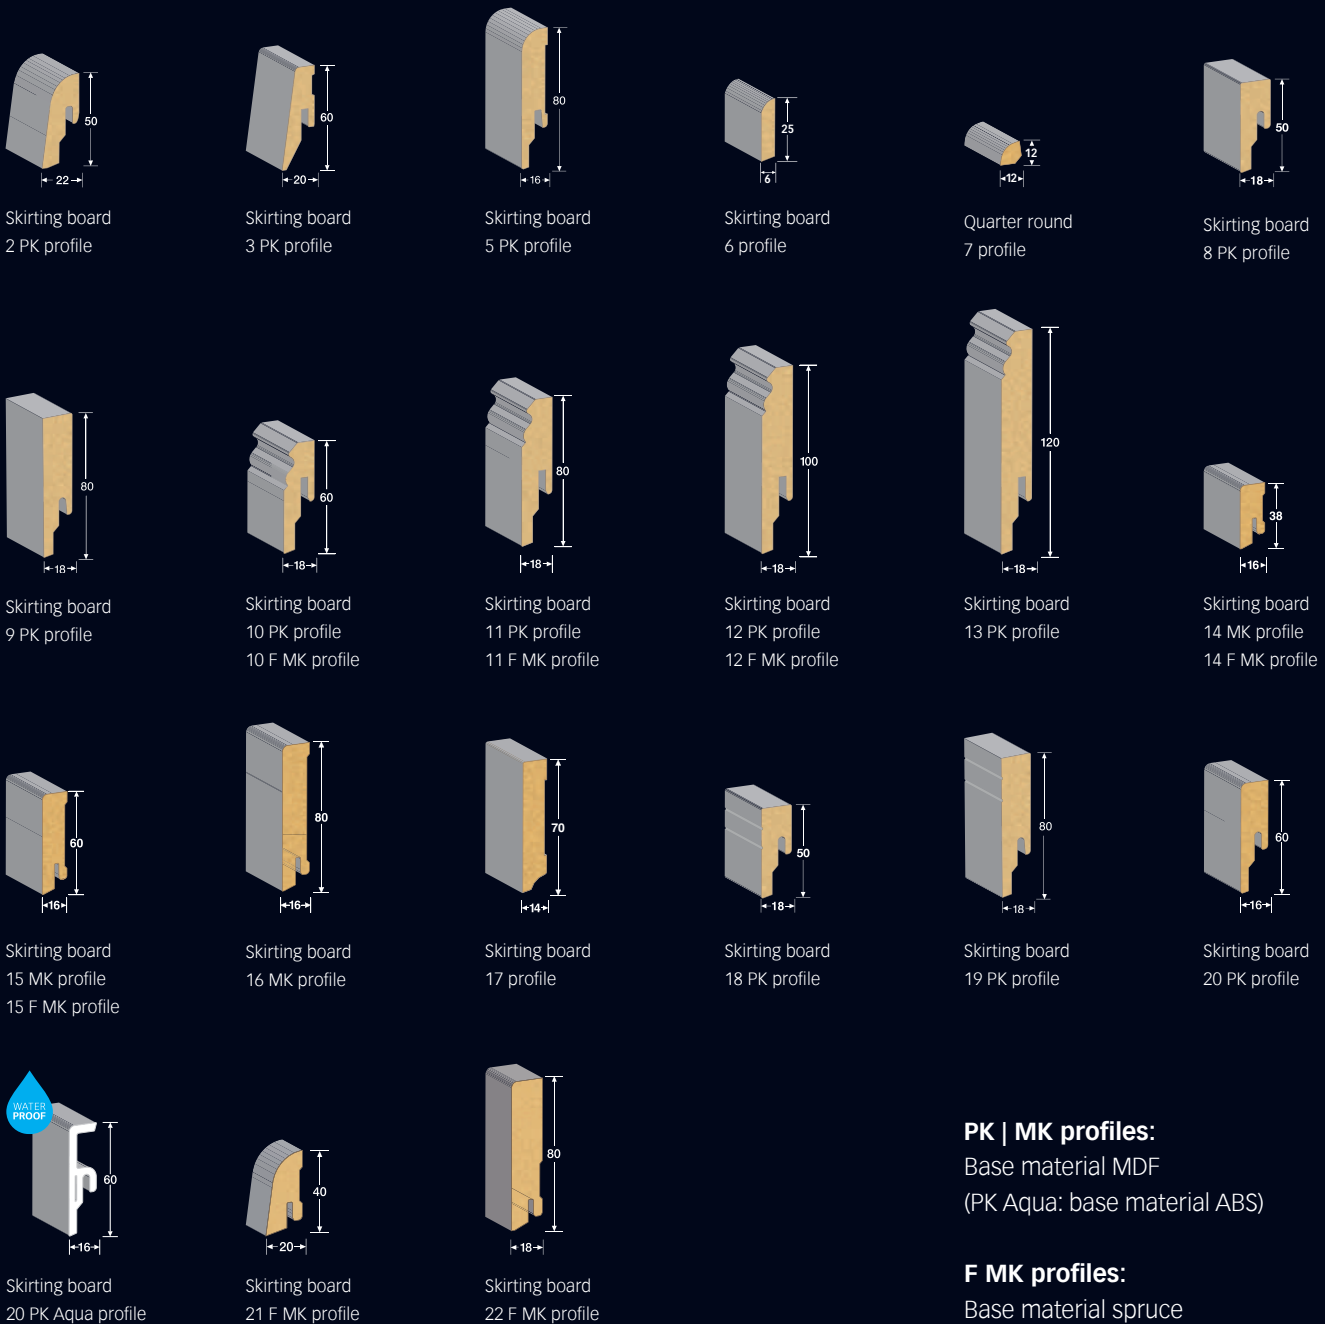 50
22
Skirting board
2 PK profile
60
20
Skirting board
3 PK profile
80
16
Skirting board
5 PK profile
25
6
Skirting board
6 profile
12
12
Quarter round
7 profile
50
18
Skirting board
8 PK profile
80
18
Skirting board
9 PK profile
60
18
Skirting board
10 PK profile
10 F MK profile
80
18
Skirting board
11 PK profile
11 F MK profile
100
18
Skirting board
12 PK profile
12 F MK profile
120
18
Skirting board
13 PK profile
38
16
Skirting board
14 MK profile
14 F MK profile
60
16
Skirting board
15 MK profile
15 F MK profile
80
16
Skirting board
16 MK profile
70
14
Skirting board
17 profile
50
18
Skirting board
18 PK profile
80
18
Skirting board
19 PK profile
60
16
Skirting board
20 PK profile
WATER
PROOF
60
16
Skirting board
20 PK Aqua profile
40
20
Skirting board
21 F MK profile
80
18
Skirting board
22 F MK profile
PK | MK profiles:
Base material MDF
(PK Aqua: base material ABS)
F MK profiles:
Base material spruce